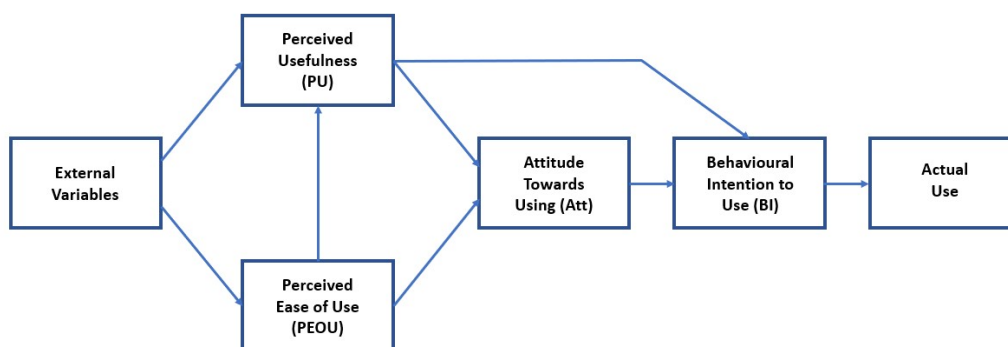 Perceived
Usefulness
(PU)
External
Variables
Attitude
Towards
Using (Att)
Behavioural
Intention to
Use (BI)
Actual
Use
Perceived
Ease of Use
(PEOU)